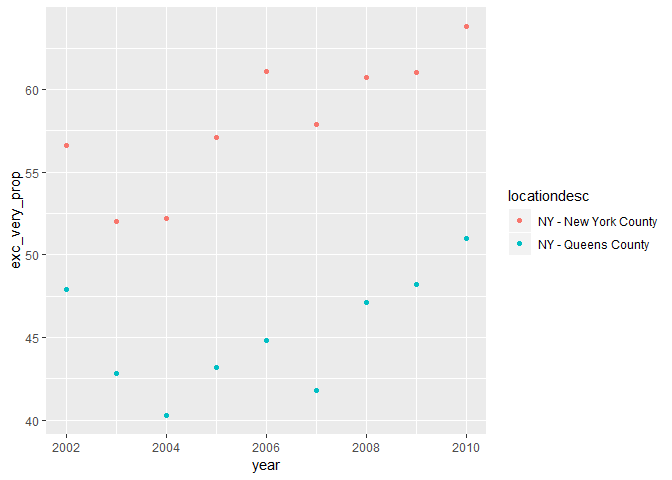 60
55
50
45
40
exc_very_prop
2002
2004
2006
2008
2010
year
locationdesc
NY - New York County
NY - Queens County